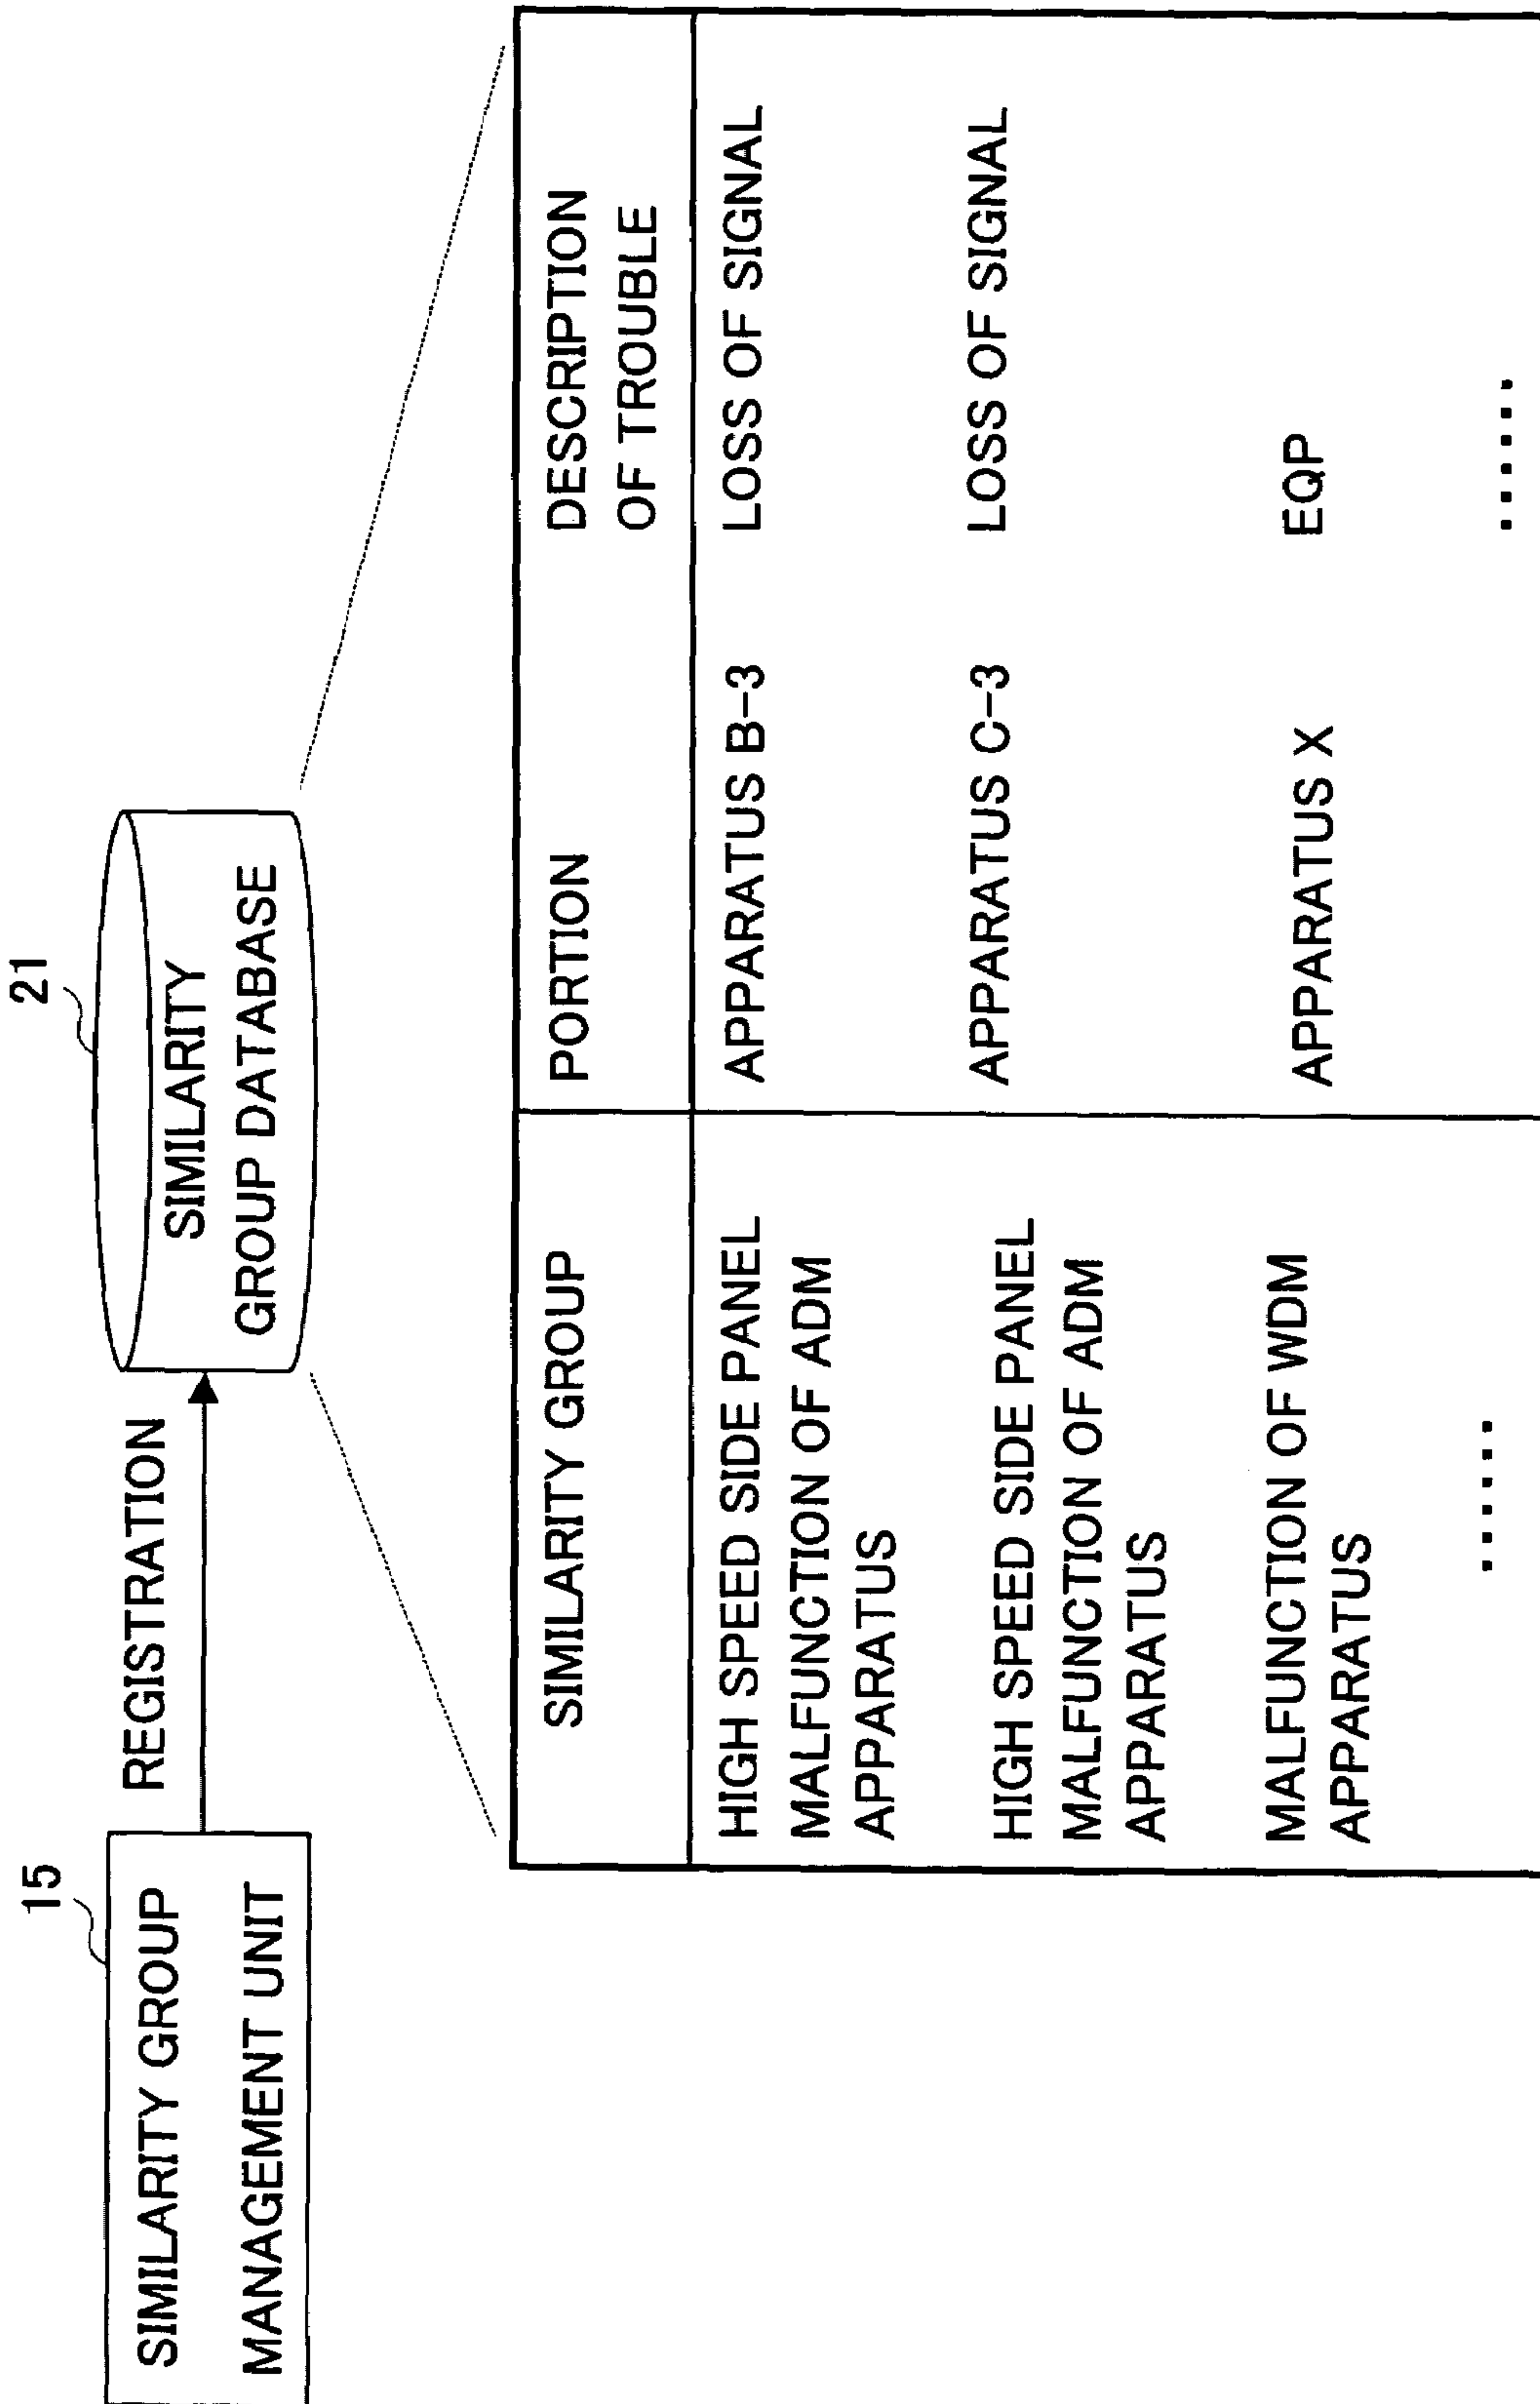 15
SIMILARITY GROUP
MANAGEMENT UNIT
REGISTRATION
21
SIMILARITY
GROUP DATABASE
SIMILARITY GROUP
PORTION
DESCRIPTION
OF TROUBLE
HIGH SPEED SIDE PANEL
MALFUNCTION OF ADM
APPARATUS
APPARATUS B-3
LOSS OF SIGNAL
HIGH SPEED SIDE PANEL
MALFUNCTION OF ADM
APPARATUS
APPARATUS C-3
LOSS OF SIGNAL
MALFUNCTION OF WDM
APPARATUS
APPARATUS X
EQP
......
......